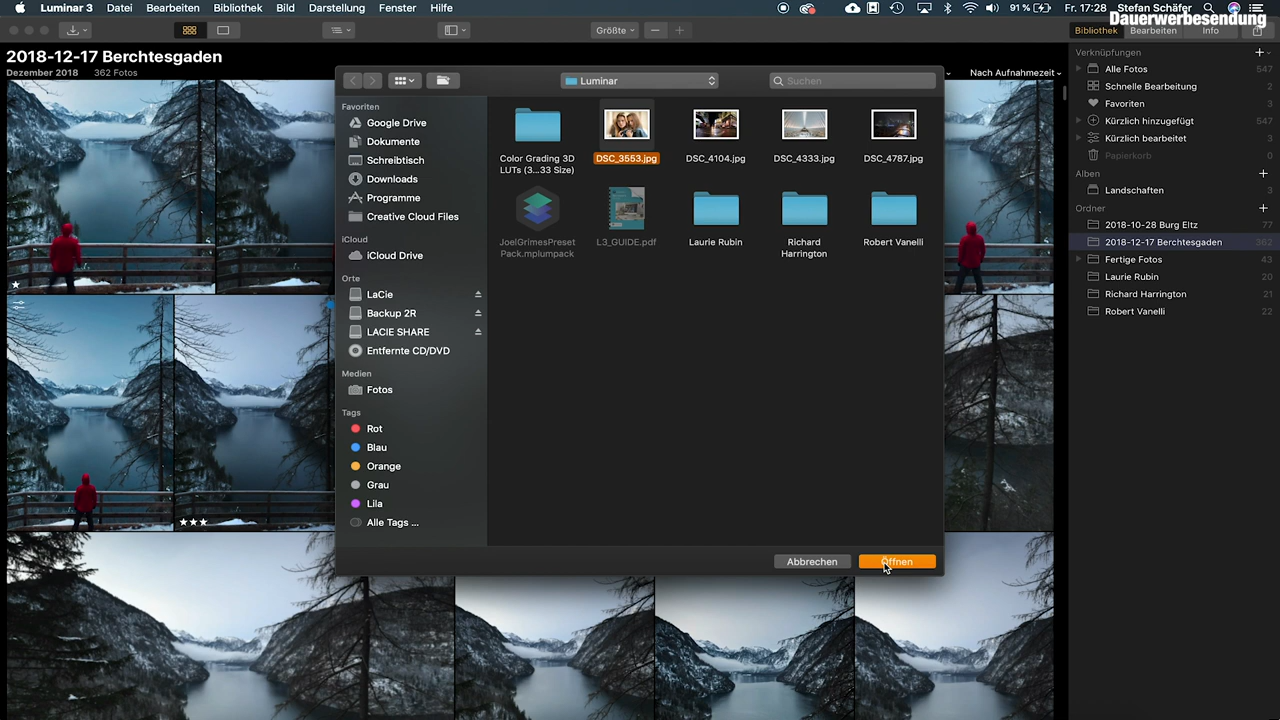 Luminar 3 Datei Bearbeiten Bibliothek Bild Darstellung Fenster Hilfe 91 % Fr. 17:28 Stefan Schäfer
Dauerwerbesendung
Größte Bibliothek Bearbeiten Info
2018-12-17 Berchtesgaden
Dezember 2018 362 Fotos
Nach Aufnahmezeit
Luminar
Suchen
Favoriten
Google Drive
Dokumente
Schreibtisch
Downloads
Programme
Creative Cloud Files
iCloud
iCloud Drive
Orte
LaCie
Backup 2R
LACIE SHARE
Entfernte CD/DVD
Medien
Fotos
Tags
Rot
Blau
Orange
Grau
Lila
Alle Tags ...
Color Grading 3D
LUTs (3...33 Size)
DSC_3553.jpg
DSC_4104.jpg
DSC_4333.jpg
DSC_4787.jpg
JoelGrimesPreset
Pack.mplumpack
L3_GUIDE.pdf
Laurie Rubin
Richard
Harrington
Robert Vanelli
Abbrechen
Öffnen
Verknüpfungen
Alle Fotos 547
Schnelle Bearbeitung 2
Favoriten 3
Kürzlich hinzugefügt 547
Kürzlich bearbeitet 3
Papierkorb 0
Alben
Landschaften 3
Ordner
2018-10-28 Burg Eltz 77
2018-12-17 Berchtesgaden 362
Fertige Fotos 43
Laurie Rubin 20
Richard Harrington 21
Robert Vanelli 22